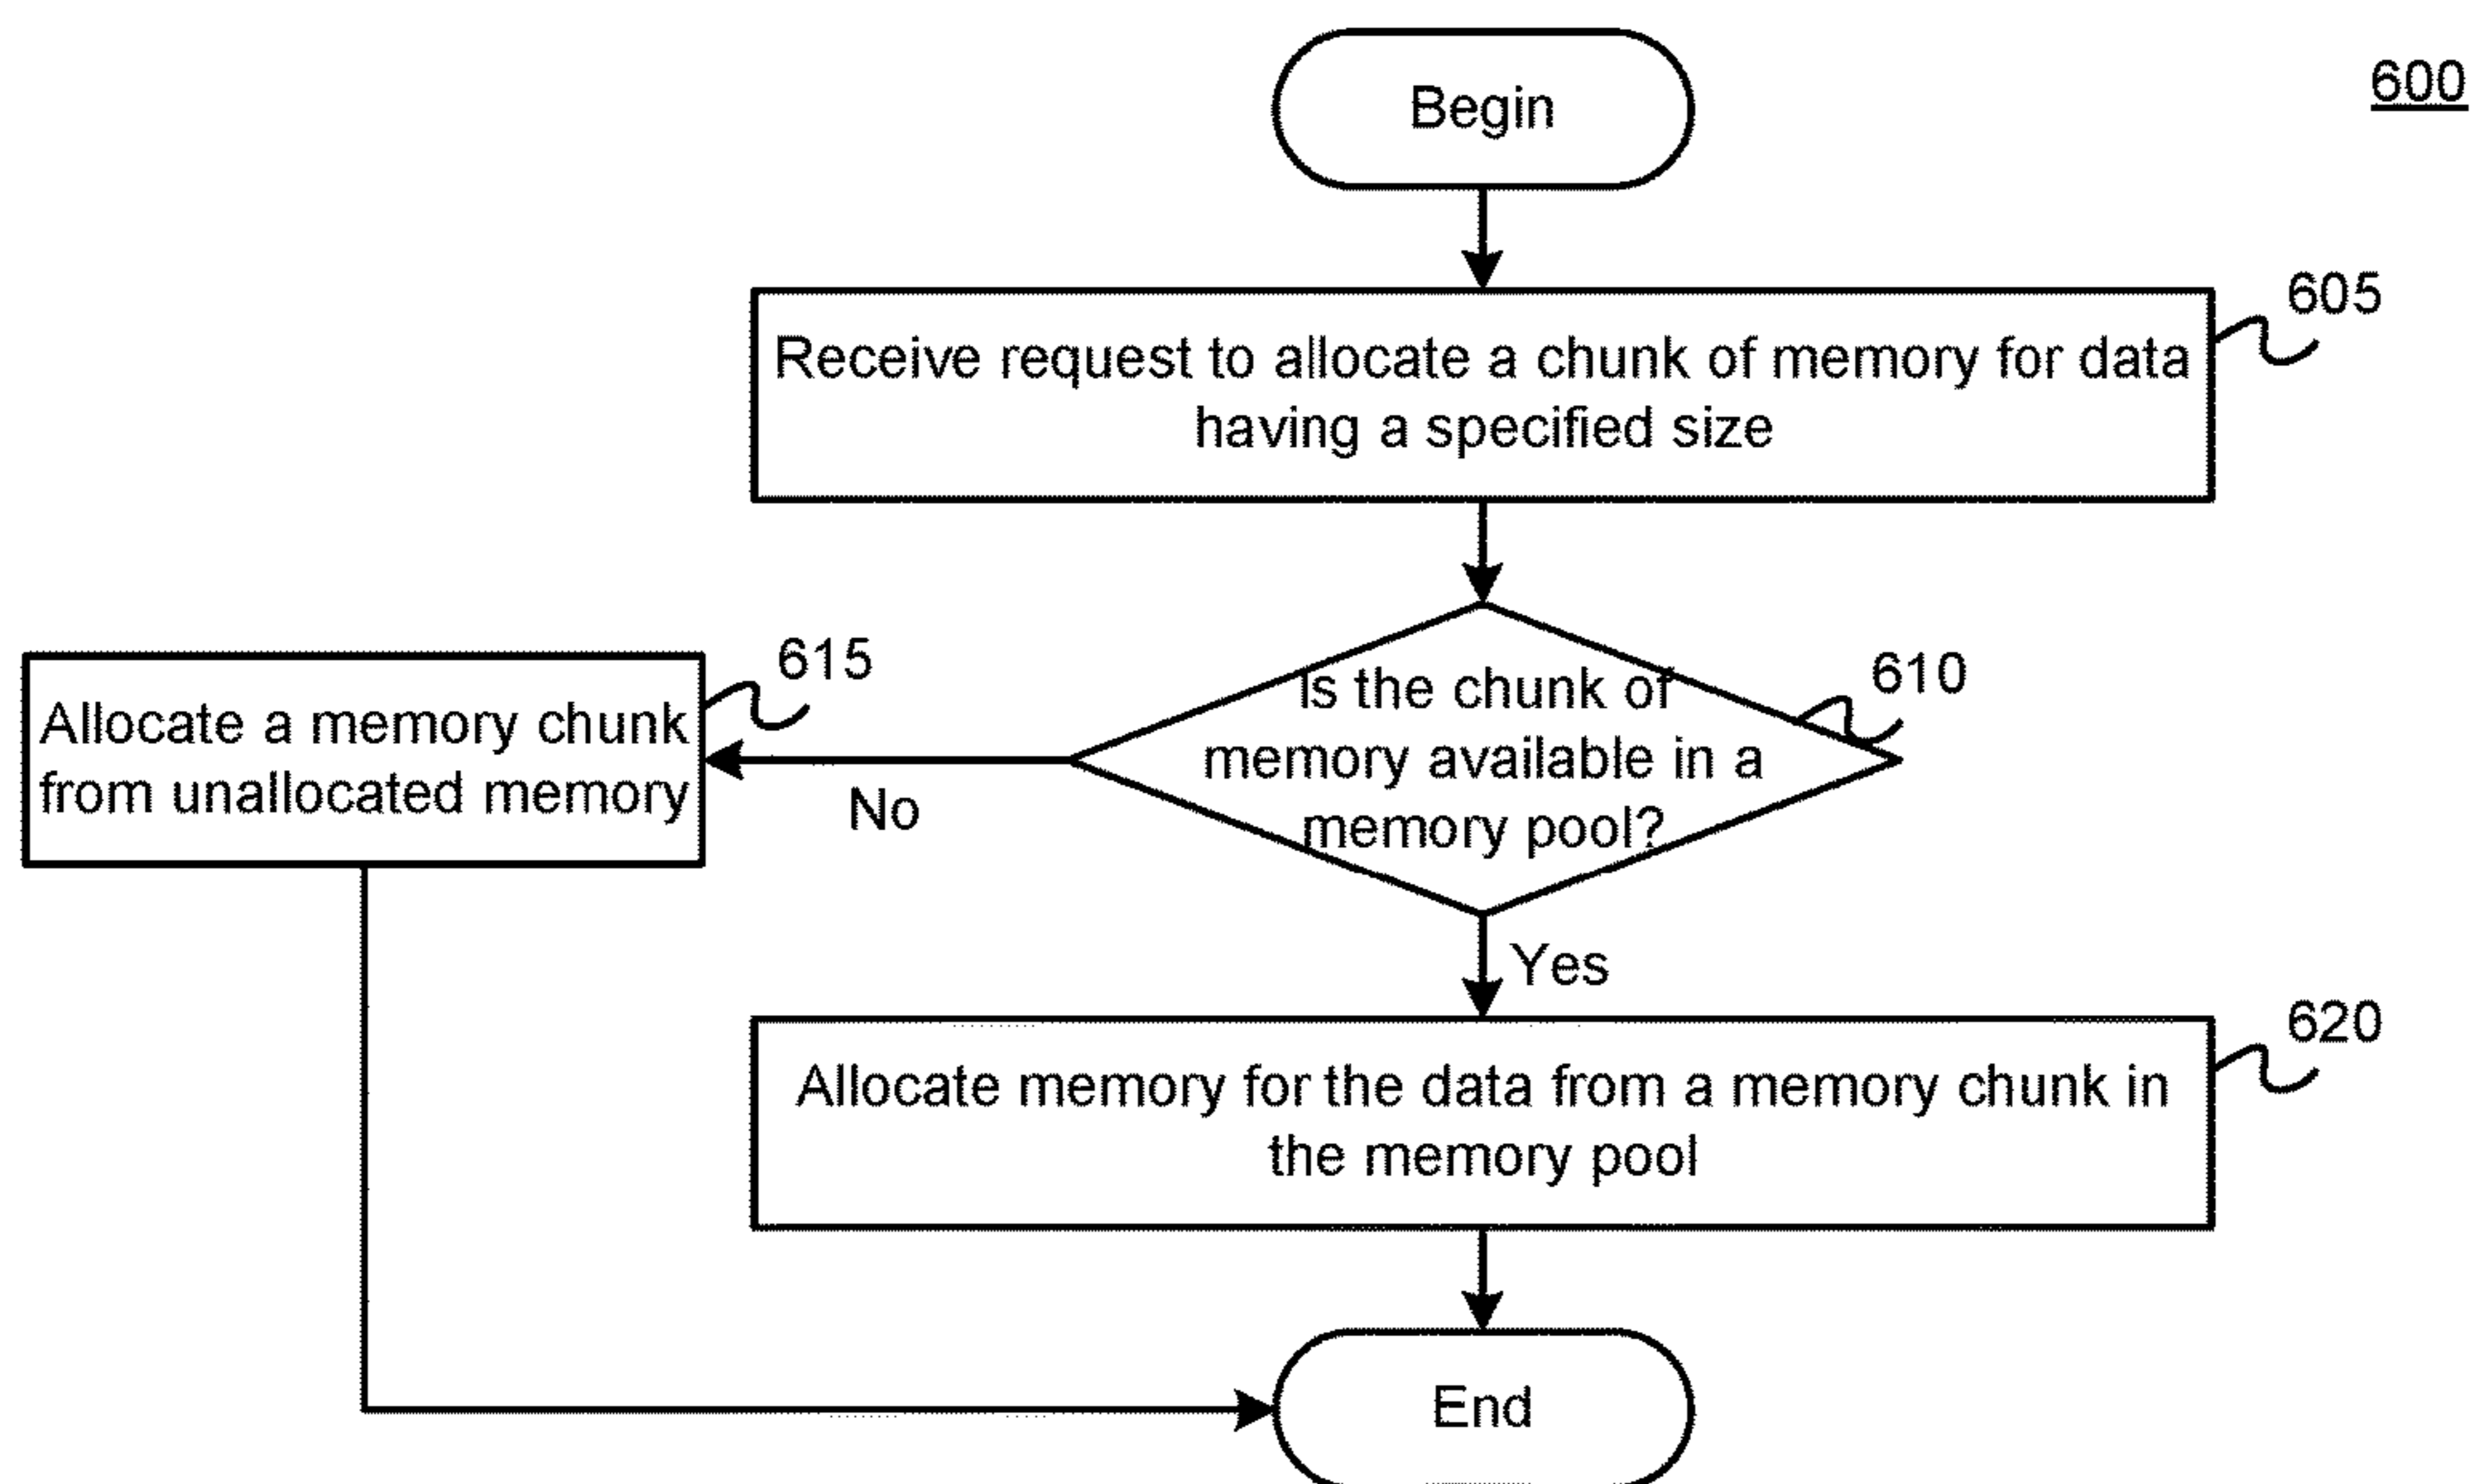 Begin
600
605
Receive request to allocate a chunk of memory for data
having a specified size
615
610
Is the chunk of
memory available in a
memory pool?
Allocate a memory chunk
from unallocated memory
No
Yes
620
Allocate memory for the data from a memory chunk in
the memory pool
End